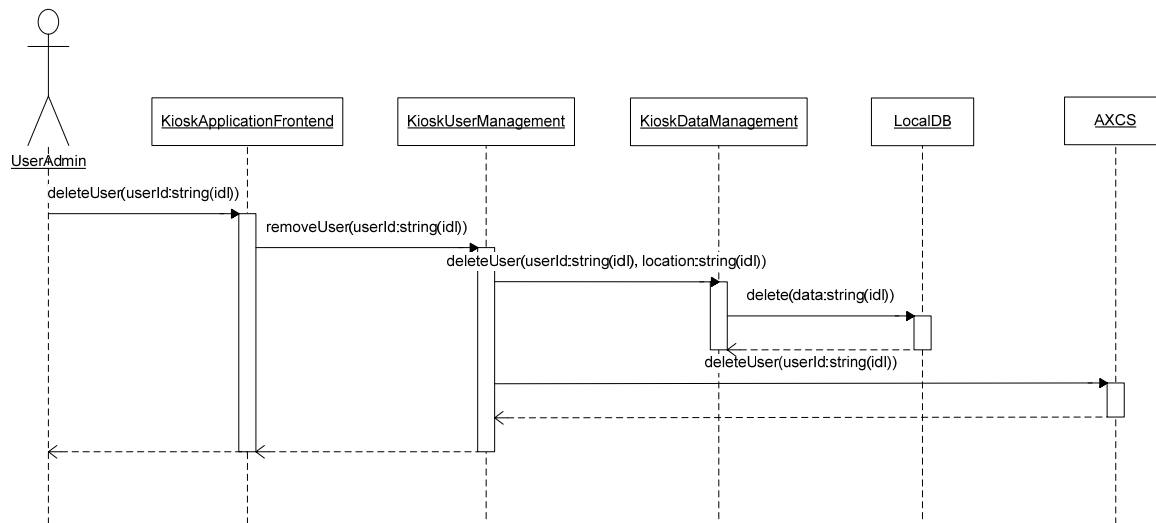 KioskApplicationFrontend
KioskUserManagement
KioskDataManagement
LocalDB
AXCS
UserAdmin
deleteUser(userId:string(idl))
removeUser(userId:string(idl))
deleteUser(userId:string(idl), location:string(idl))
delete(data:string(idl))
deleteUser(userId:string(idl))